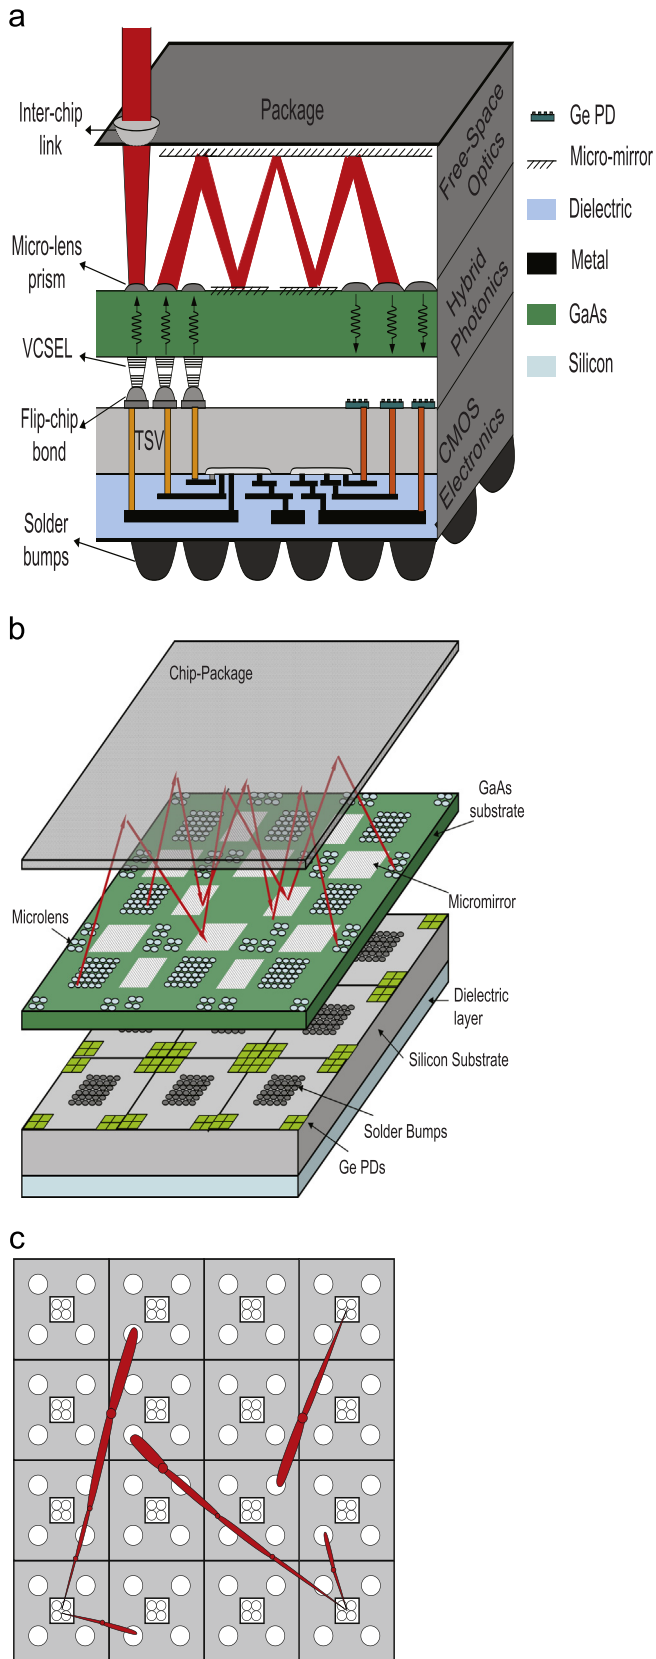 a
Inter-chip
link
Package
Free-Space
Optics
Micro-lens
prism
Hybrid
Photonics
VCSEL
Flip-chip
bond
TSV
CMOS
Electronics
Solder
bumps
Ge PD
Micro-mirror
Dielectric
Metal
GaAs
Silicon
b
Chip-Package
GaAs
substrate
Micromirror
Microlens
Dielectric
layer
Silicon Substrate
Solder Bumps
Ge PDs
c